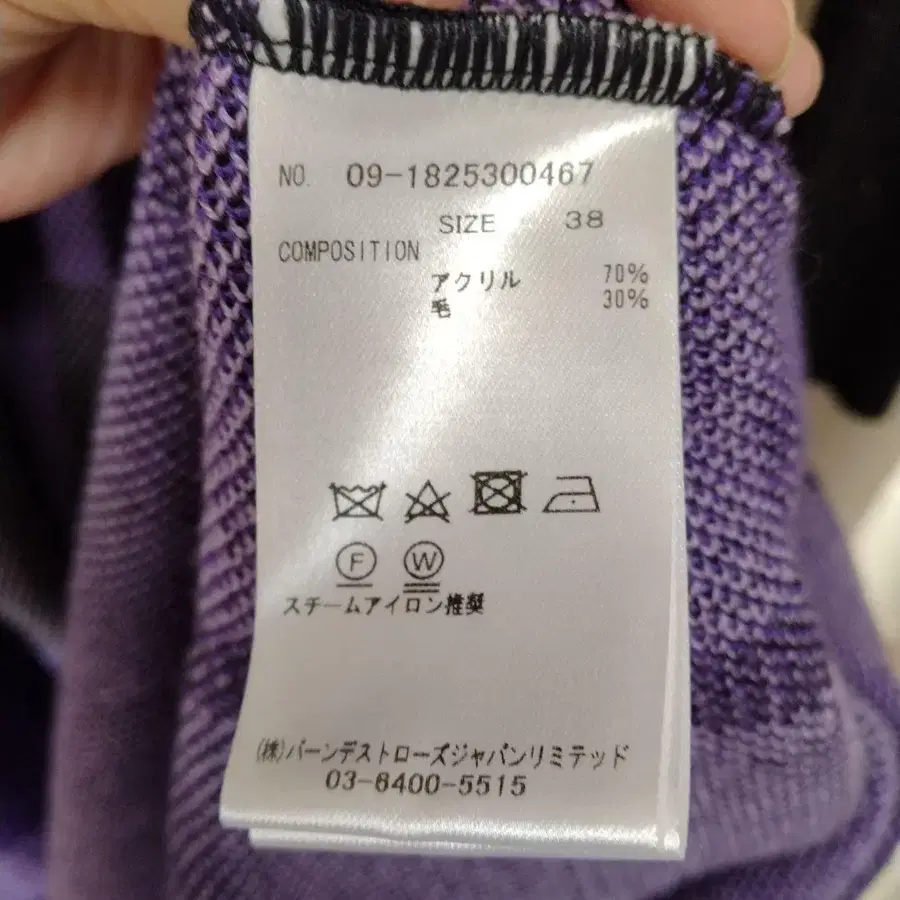 NO. 09-1825300467
SIZE 38
COMPOSITION
アクリル 70%
毛 30%
F W
スチームアイロン推奨
(株)バーンデストローズジャパンリミテッド
03-6400-5515